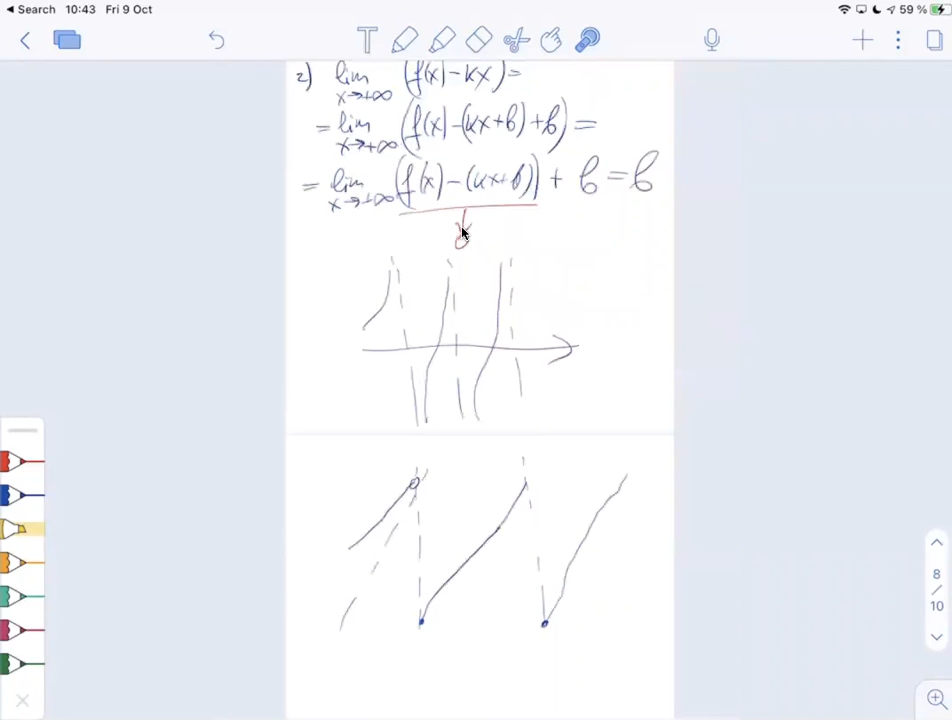 Search 10:43 Fri 9 Oct 59 %
T
2) lim (f(x) - kx) =
x→+∞
= lim (f(x) - (kx+b) + b) =
x→+∞
= lim (f(x) - (kx+b)) + b = b
x→+∞
0
8
/
10